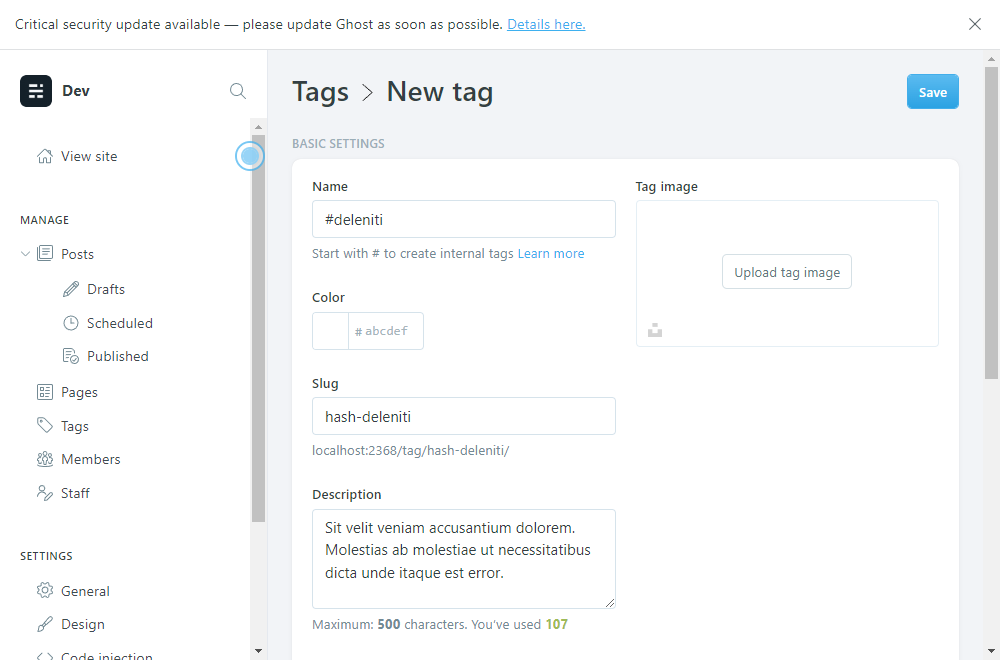 Critical security update available — please update Ghost as soon as possible. Details here.
Dev
View site
MANAGE
Posts
Drafts
Scheduled
Published
Pages
Tags
Members
Staff
SETTINGS
General
Design
Code injection
Tags > New tag
Save
BASIC SETTINGS
Name
#deleniti
Start with # to create internal tags Learn more
Color
# abcdef
Slug
hash-deleniti
localhost:2368/tag/hash-deleniti/
Description
Sit velit veniam accusantium dolorem.
Molestias ab molestiae ut necessitatibus
dicta unde itaque est error.
Maximum: 500 characters. You've used 107
Tag image
Upload tag image